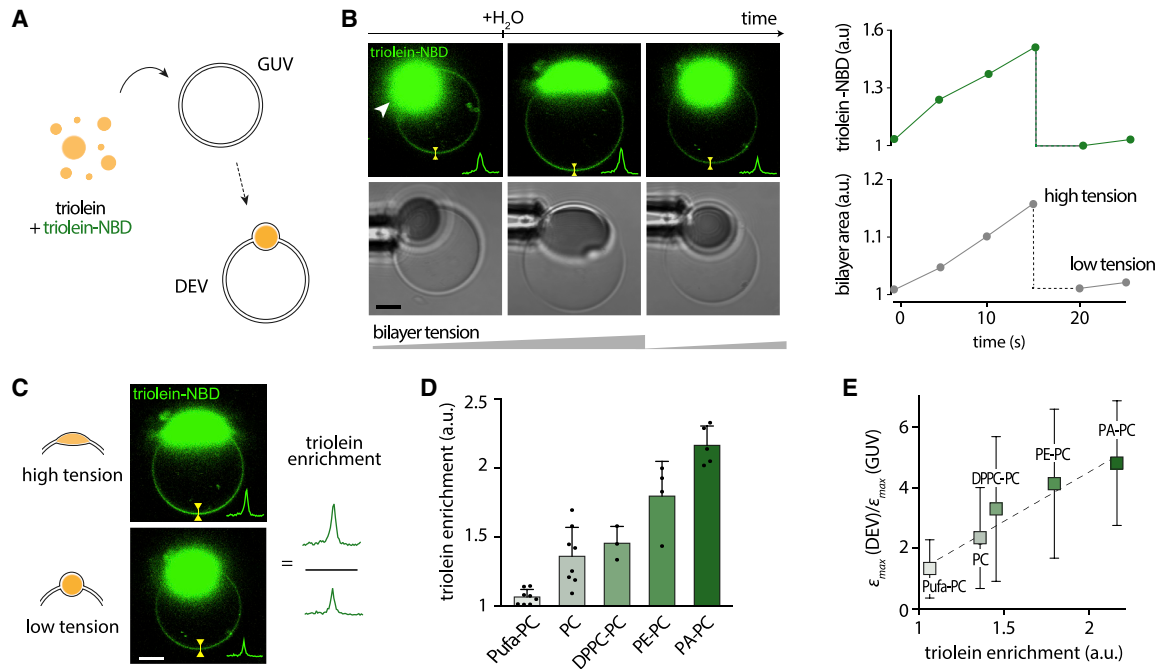 A
GUV
triolein
+ triolein-NBD
DEV
B
+H₂O
time
triolein-NBD
bilayer tension
triolein -NBD (a.u)
1.6
1.3
1
bilayer area (a.u.)
1.2
1.1
1
high tension
low tension
0
10
20
time (s)
C
triolein-NBD
high tension
low tension
triolein
enrichment
=
D
triolein enrichment (a.u.)
2.5
2
1.5
1
Pufa-PC
PC
DPPC-PC
PE-PC
PA-PC
E
εmax (DEV)/εmax (GUV)
6
4
2
0
Pufa-PC
PC
DPPC-PC
PE-PC
PA-PC
1
1.5
2
triolein enrichment (a.u.)